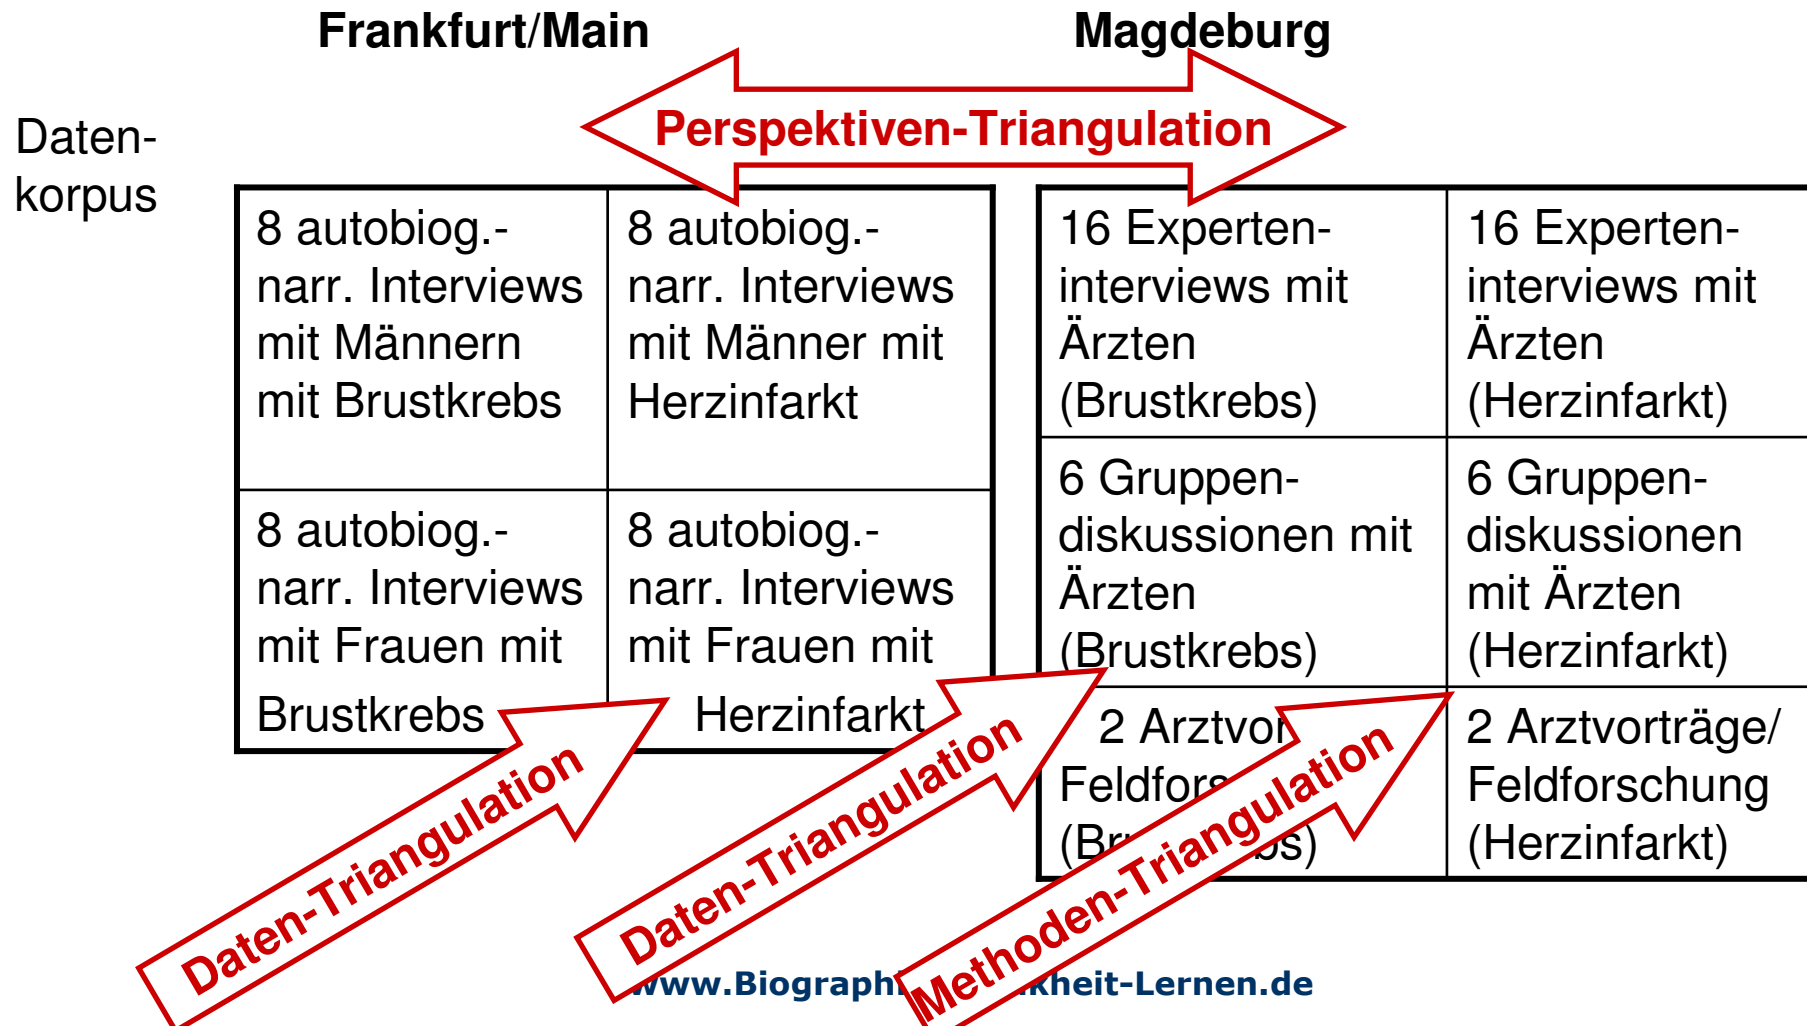 Frankfurt/Main
Magdeburg
Perspektiven-Triangulation
Daten-
korpus
8 autobiog.-
narr. Interviews
mit Männern
mit Brustkrebs
8 autobiog.-
narr. Interviews
mit Männer mit
Herzinfarkt
16 Experten-
interviews mit
Ärzten
(Brustkrebs)
16 Experten-
interviews mit
Ärzten
(Herzinfarkt)
8 autobiog.-
narr. Interviews
mit Frauen mit
Brustkrebs
8 autobiog.-
narr. Interviews
mit Frauen mit
Herzinfarkt
6 Gruppen-
diskussionen mit
Ärzten
(Brustkrebs)
6 Gruppen-
diskussionen
mit Ärzten
(Herzinfarkt)
2
2 Arztvorträge/
Feldforschung
(Herzinfarkt)
Daten-Triangulation
Daten-Triangulation
Methoden-Triangulation